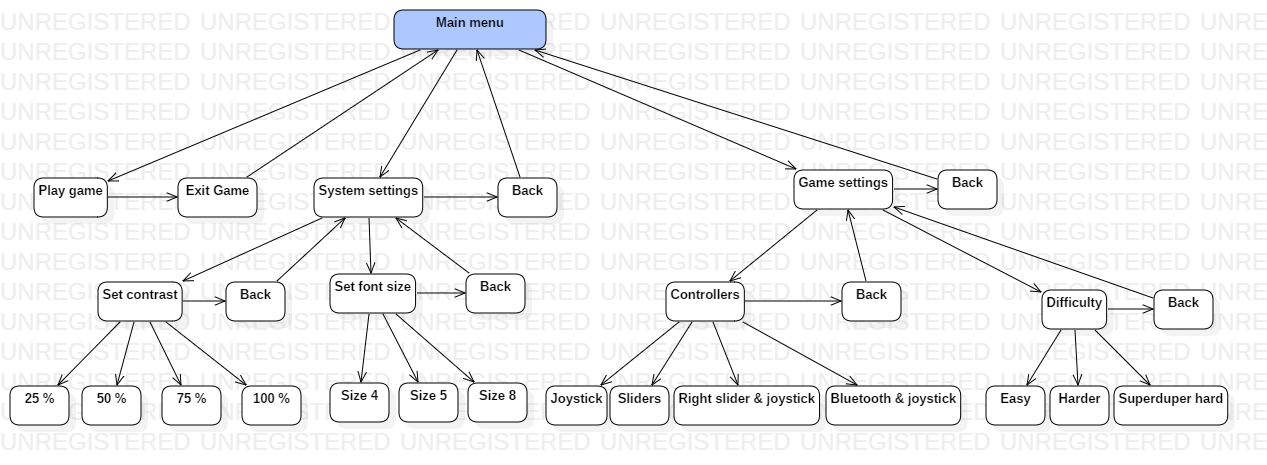 Main menu
Play game
Exit Game
System settings
Back
Game settings
Back
Set contrast
Back
Set font size
Back
Controllers
Back
Difficulty
Back
25 %
50 %
75 %
100 %
Size 4
Size 5
Size 8
Joystick
Sliders
Right slider & joystick
Bluetooth & joystick
Easy
Harder
Superduper hard
UNREGISTERED